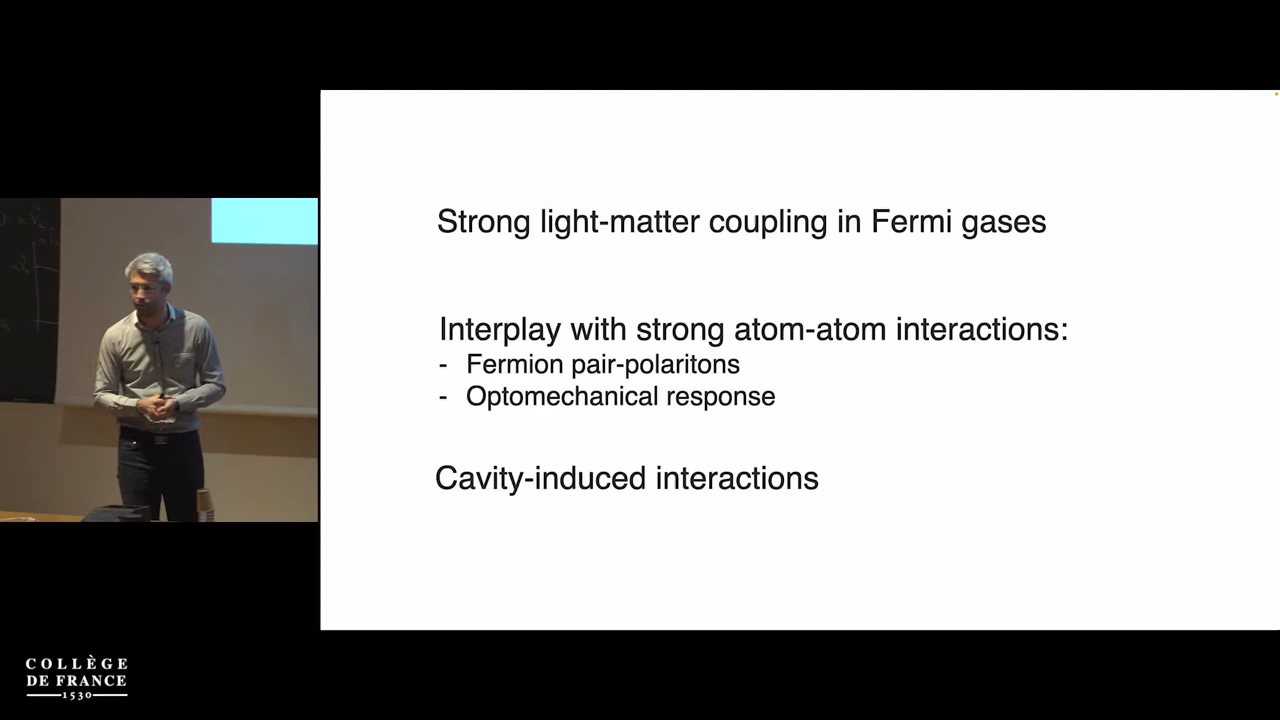 Strong light-matter coupling in Fermi gases
Interplay with strong atom-atom interactions:
- Fermion pair-polaritons
- Optomechanical response
Cavity-induced interactions
COLLÈGE
DE FRANCE
1530